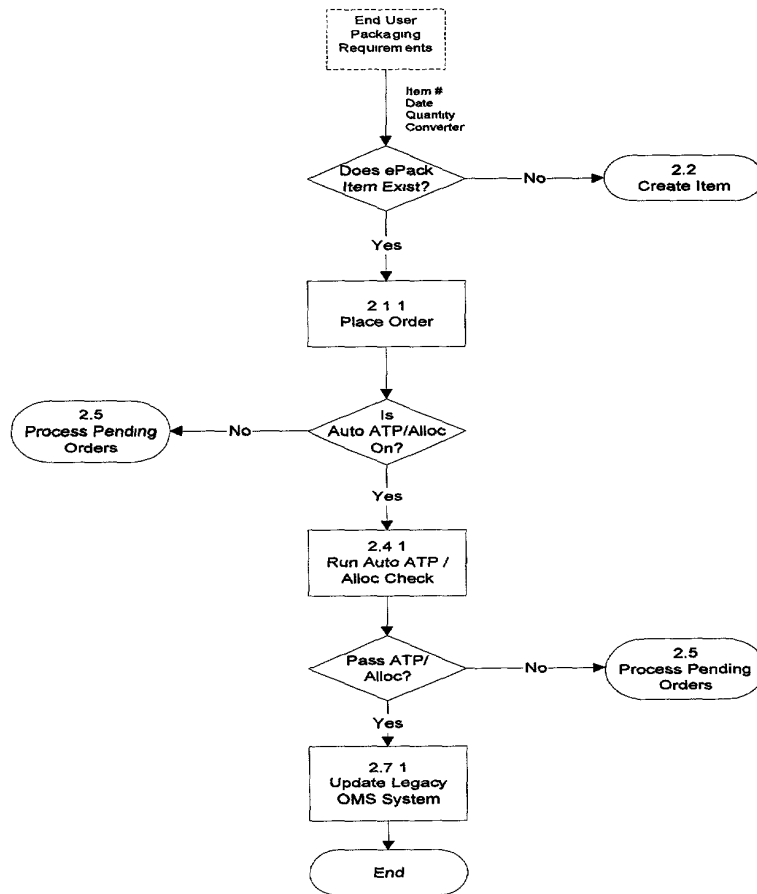 End User
Packaging
Requirements
Item #
Date
Quantity
Converter
Does ePack
Item Exist?
No
2.2
Create Item
Yes
2 1 1
Place Order
Is
Auto ATP/Alloc
On?
No
2.5
Process Pending
Orders
Yes
2.4 1
Run Auto ATP /
Alloc Check
Pass ATP/
Alloc?
No
2.5
Process Pending
Orders
Yes
2.7 1
Update Legacy
OMS System
End